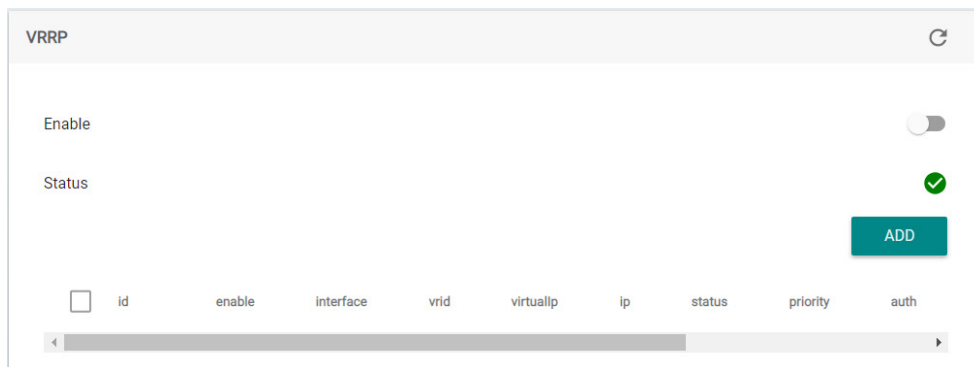 VRRP
Enable
Status
ADD
id enable interface vrid virtualIp ip status priority auth